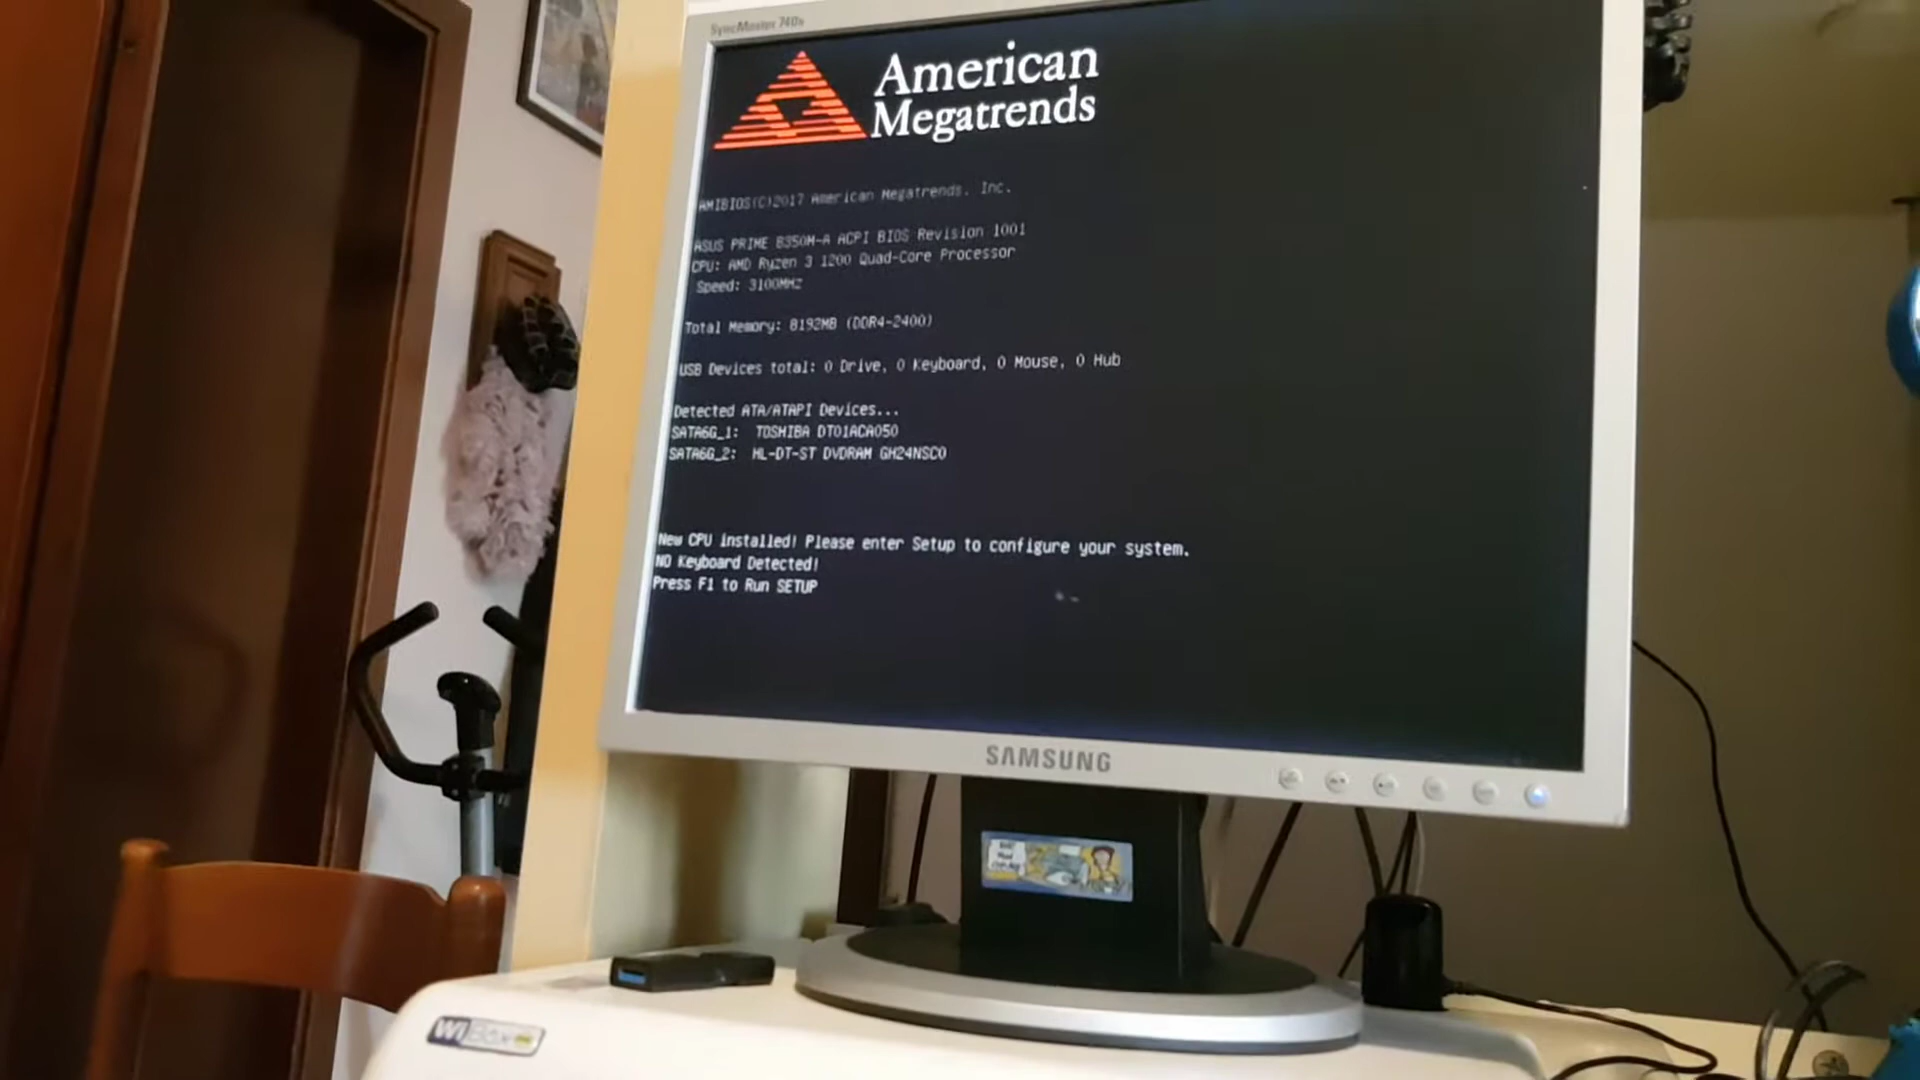 SyncMaster 740s
American
Megatrends
AMIBIOS(C)2017 American Megatrends, Inc.
ASUS PRIME B350M-A ACPI BIOS Revision 1001
CPU: AMD Ryzen 3 1200 Quad-Core Processor
Speed: 3100MHz
Total Memory: 8192MB (DDR4-2400)
USB Devices total: 0 Drive, 0 Keyboard, 0 Mouse, 0 Hub
Detected ATA/ATAPI Devices...
SATA6G_1: TOSHIBA DT01ACA050
SATA6G_2: HL-DT-ST DVDRAM GH24NSC0
New CPU installed! Please enter Setup to configure your system.
NO Keyboard Detected!
Press F1 to Run SETUP
SAMSUNG